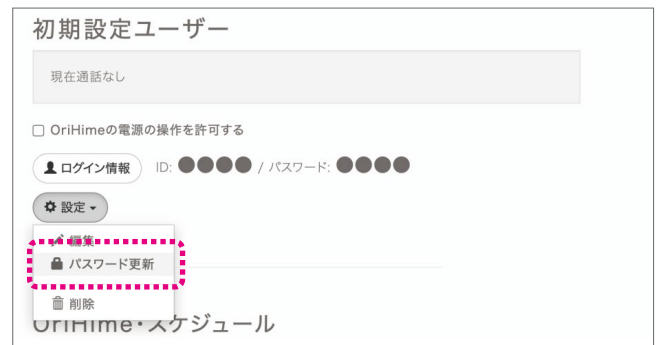 初期設定ユーザー
現在通話なし
OriHimeの電源の操作を許可する
ログイン情報 ID: ●●●● / パスワード: ●●●●
設定
編集
パスワード更新
削除
OriHime・スケジュール